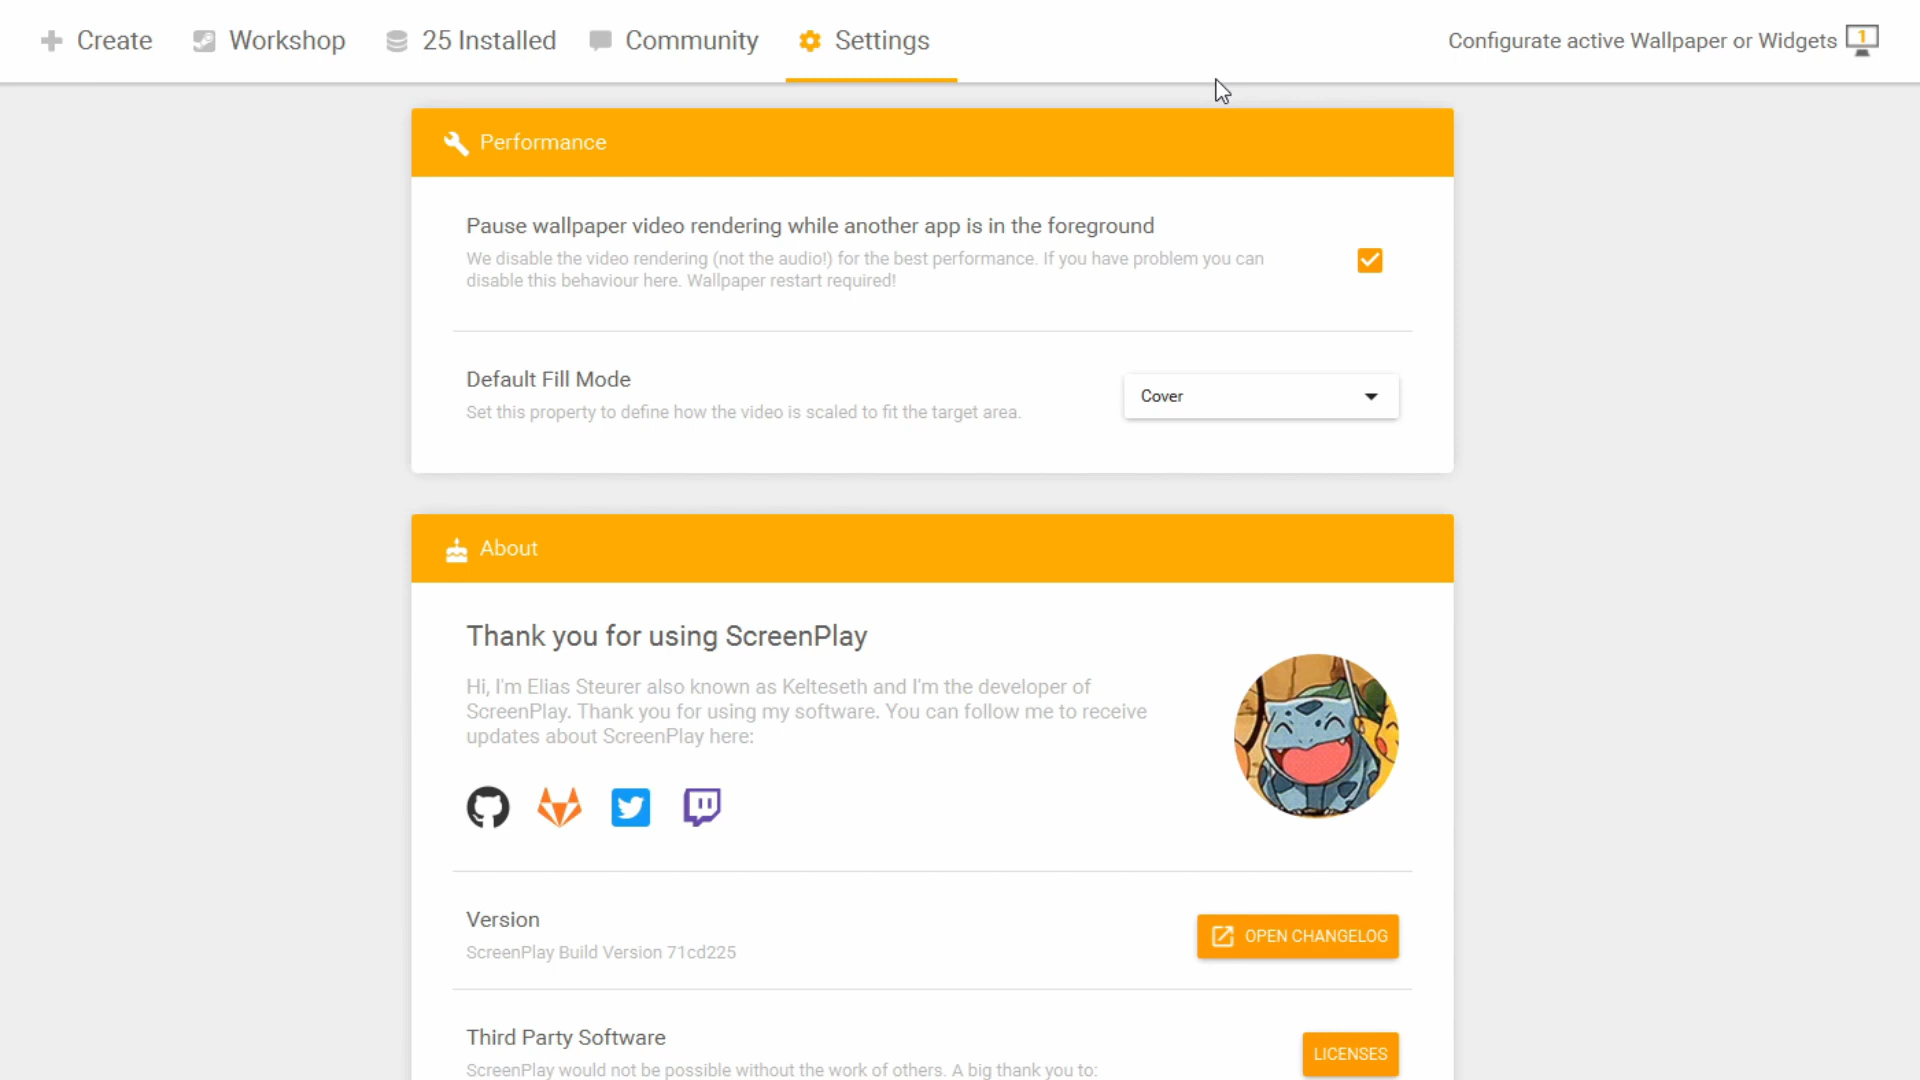 Create
Workshop
25 Installed
Community
Settings
Configurate active Wallpaper or Widgets
1
Performance
Pause wallpaper video rendering while another app is in the foreground
We disable the video rendering (not the audio!) for the best performance. If you have problem you can
disable this behaviour here. Wallpaper restart required!
Default Fill Mode
Set this property to define how the video is scaled to fit the target area.
Cover
About
Thank you for using ScreenPlay
Hi, I'm Elias Steurer also known as Kelteseth and I'm the developer of
ScreenPlay. Thank you for using my software. You can follow me to receive
updates about ScreenPlay here:
Version
ScreenPlay Build Version 71cd225
OPEN CHANGELOG
Third Party Software
ScreenPlay would not be possible without the work of others. A big thank you to:
LICENSES